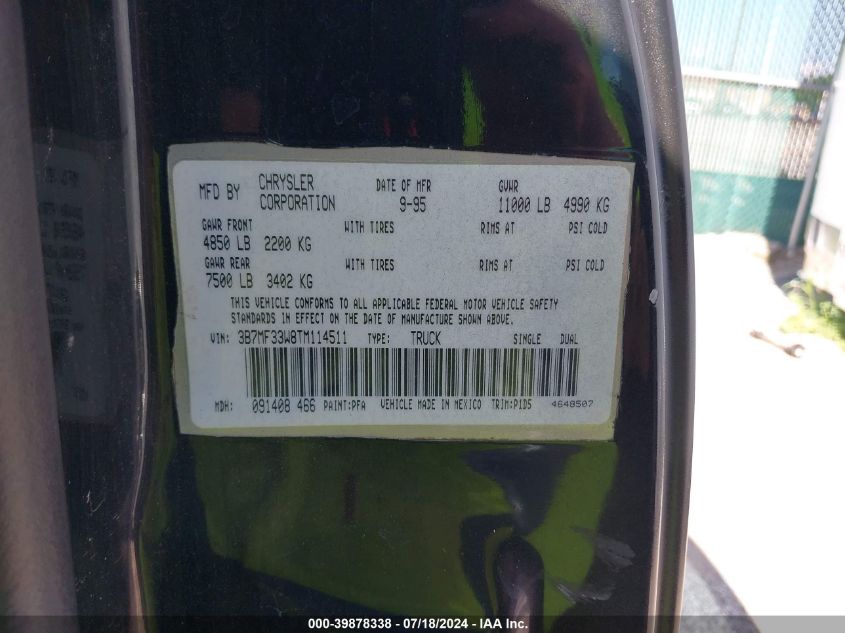 MFD BY CHRYSLER CORPORATION DATE OF MFR 9-95 GVWR 11000 LB 4990 KG
GAWR FRONT WITH TIRES RIMS AT PSI COLD
4850 LB 2200 KG
GAWR REAR WITH TIRES RIMS AT PSI COLD
7500 LB 3402 KG
THIS VEHICLE CONFORMS TO ALL APPLICABLE FEDERAL MOTOR VEHICLE SAFETY
STANDARDS IN EFFECT ON THE DATE OF MANUFACTURE SHOWN ABOVE.
VIN: 3B7MF33W8TM114511 TYPE: TRUCK SINGLE DUAL
MDH: 091408 466 PAINT:PFA VEHICLE MADE IN MEXICO TRIM:P1D5 4648507
000-39878338 - 07/18/2024 - IAA Inc.